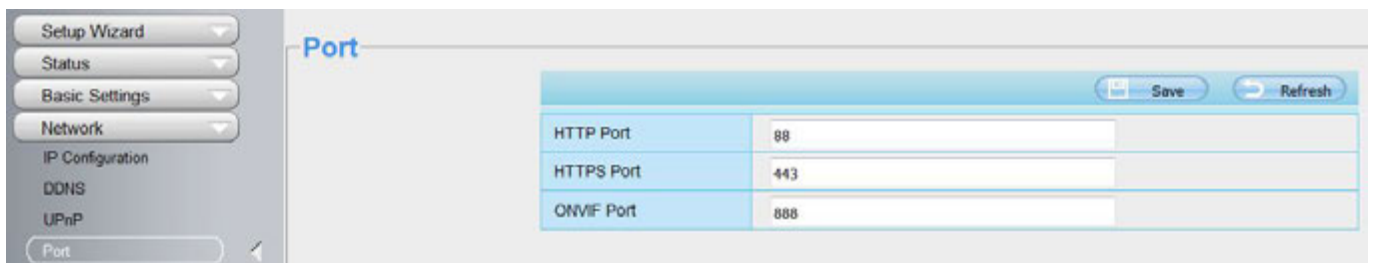 Setup Wizard
Status
Basic Settings
Network
IP Configuration
DDNS
UPnP
Port
Port
Save Refresh
HTTP Port 88
HTTPS Port 443
ONVIF Port 888